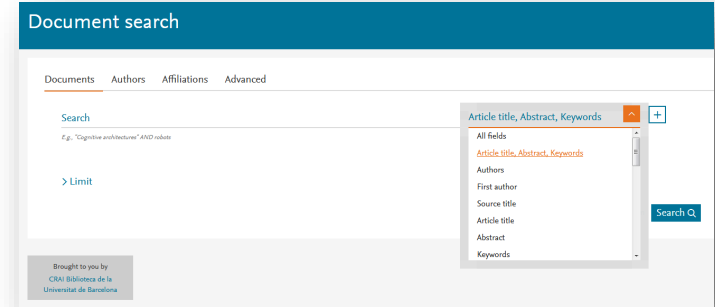 Document search
Documents Authors Affiliations Advanced
Search
E.g., "Cognitive architectures" AND robots
> Limit
Article title, Abstract, Keywords
All fields
Article title, Abstract, Keywords
Authors
First author
Source title
Article title
Abstract
Keywords
Search
Brought to you by
CRAI Biblioteca de la
Universitat de Barcelona